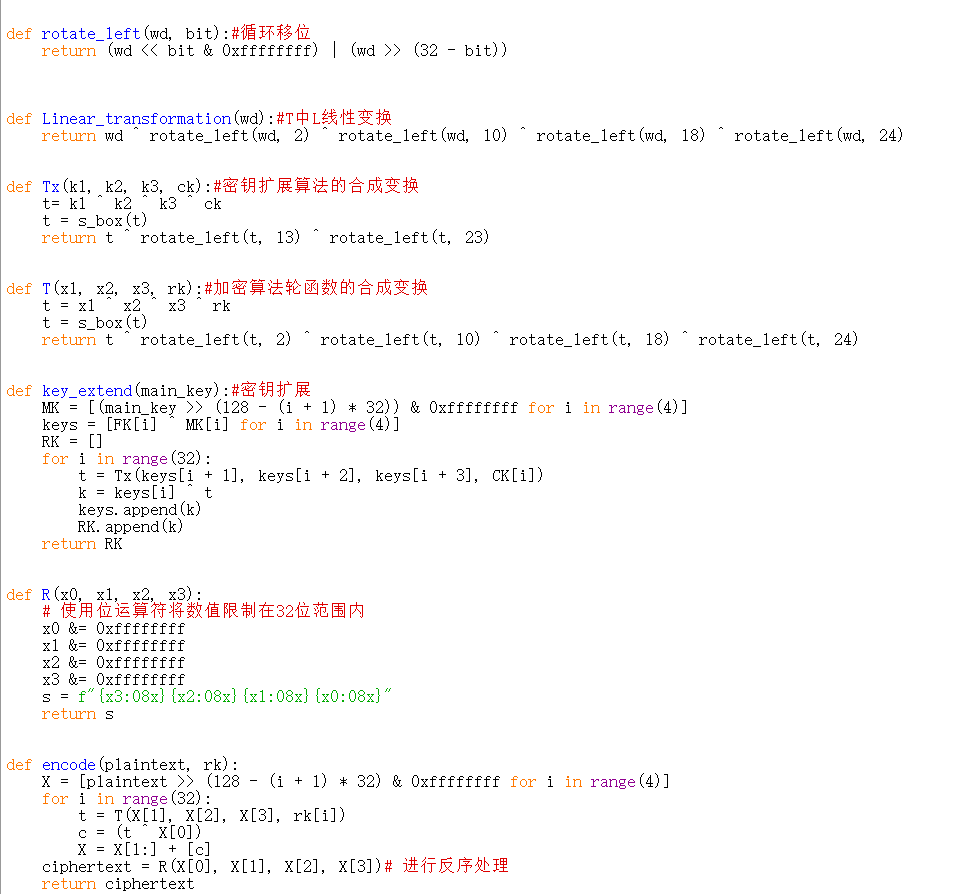 def rotate_left(wd, bit):#循环移位
    return (wd << bit & 0xffffffff) | (wd >> (32 - bit))
def Linear_transformation(wd):#T中L线性变换
    return wd ^ rotate_left(wd, 2) ^ rotate_left(wd, 10) ^ rotate_left(wd, 18) ^ rotate_left(wd, 24)
def Tx(k1, k2, k3, ck):#密钥扩展算法的合成变换
    t= k1 ^ k2 ^ k3 ^ ck
    t = s_box(t)
    return t ^ rotate_left(t, 13) ^ rotate_left(t, 23)
def T(x1, x2, x3, rk):#加密算法轮函数的合成变换
    t = x1 ^ x2 ^ x3 ^ rk
    t = s_box(t)
    return t ^ rotate_left(t, 2) ^ rotate_left(t, 10) ^ rotate_left(t, 18) ^ rotate_left(t, 24)
def key_extend(main_key):#密钥扩展
    MK = [(main_key >> (128 - (i + 1) * 32)) & 0xffffffff for i in range(4)]
    keys = [FK[i] ^ MK[i] for i in range(4)]
    RK = []
    for i in range(32):
        t = Tx(keys[i + 1], keys[i + 2], keys[i + 3], CK[i])
        k = keys[i] ^ t
        keys.append(k)
        RK.append(k)
    return RK
def R(x0, x1, x2, x3):
    # 使用位运算符将数值限制在32位范围内
    x0 &= 0xffffffff
    x1 &= 0xffffffff
    x2 &= 0xffffffff
    x3 &= 0xffffffff
    s = f"{x3:08x}{x2:08x}{x1:08x}{x0:08x}"
    return s
def encode(plaintext, rk):
    X = [plaintext >> (128 - (i + 1) * 32) & 0xffffffff for i in range(4)]
    for i in range(32):
        t = T(X[1], X[2], X[3], rk[i])
        c = (t ^ X[0])
        X = X[1:] + [c]
    ciphertext = R(X[0], X[1], X[2], X[3])# 进行反序处理
    return ciphertext